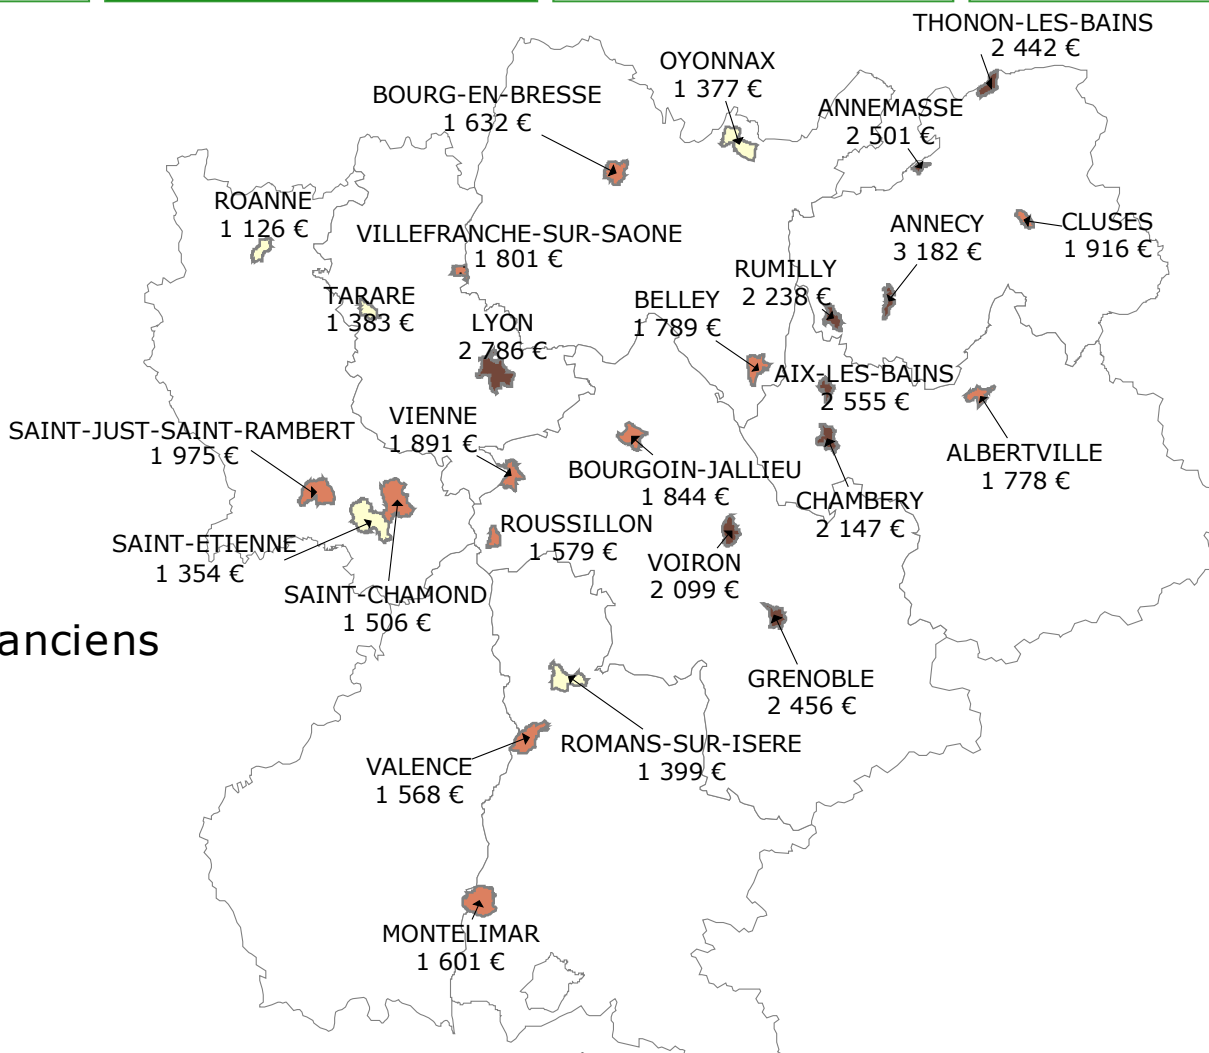 THONON-LES-BAINS
2 442 €
OYONNAX
1 377 €
BOURG-EN-BRESSE
1 632 €
ANNEMASSE
2 501 €
ROANNE
1 126 €
VILLEFRANCHE-SUR-SAONE
1 801 €
ANNECY
3 182 €
CLUSES
1 916 €
RUMILLY
2 238 €
TARARE
1 383 €
BELLEY
1 789 €
LYON
2 786 €
AIX-LES-BAINS
2 555 €
VIENNE
1 891 €
SAINT-JUST-SAINT-RAMBERT
1 975 €
ALBERTVILLE
1 778 €
BOURGOIN-JALLIEU
1 844 €
CHAMBERY
2 147 €
ROUSSILLON
1 579 €
SAINT-ETIENNE
1 354 €
VOIRON
2 099 €
SAINT-CHAMOND
1 506 €
anciens
GRENOBLE
2 456 €
ROMANS-SUR-ISERE
1 399 €
VALENCE
1 568 €
MONTELIMAR
1 601 €